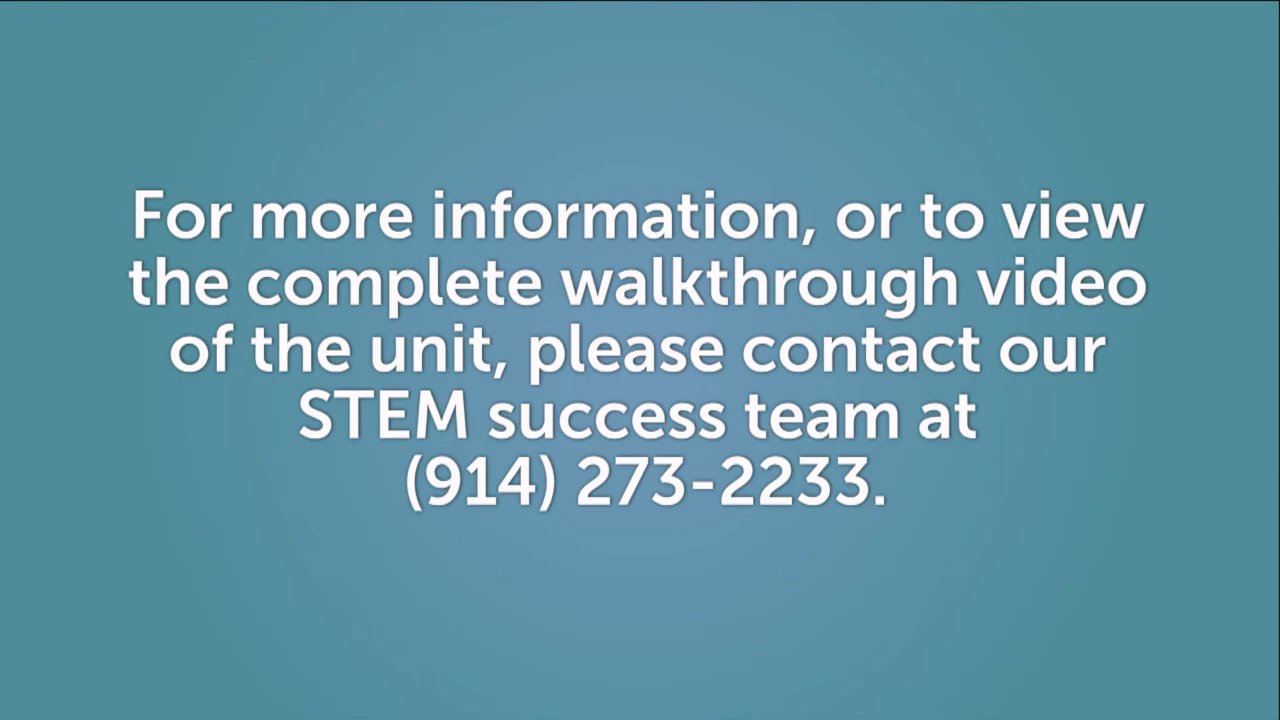 For more information, or to view
the complete walkthrough video
of the unit, please contact our
STEM success team at
(914) 273-2233.